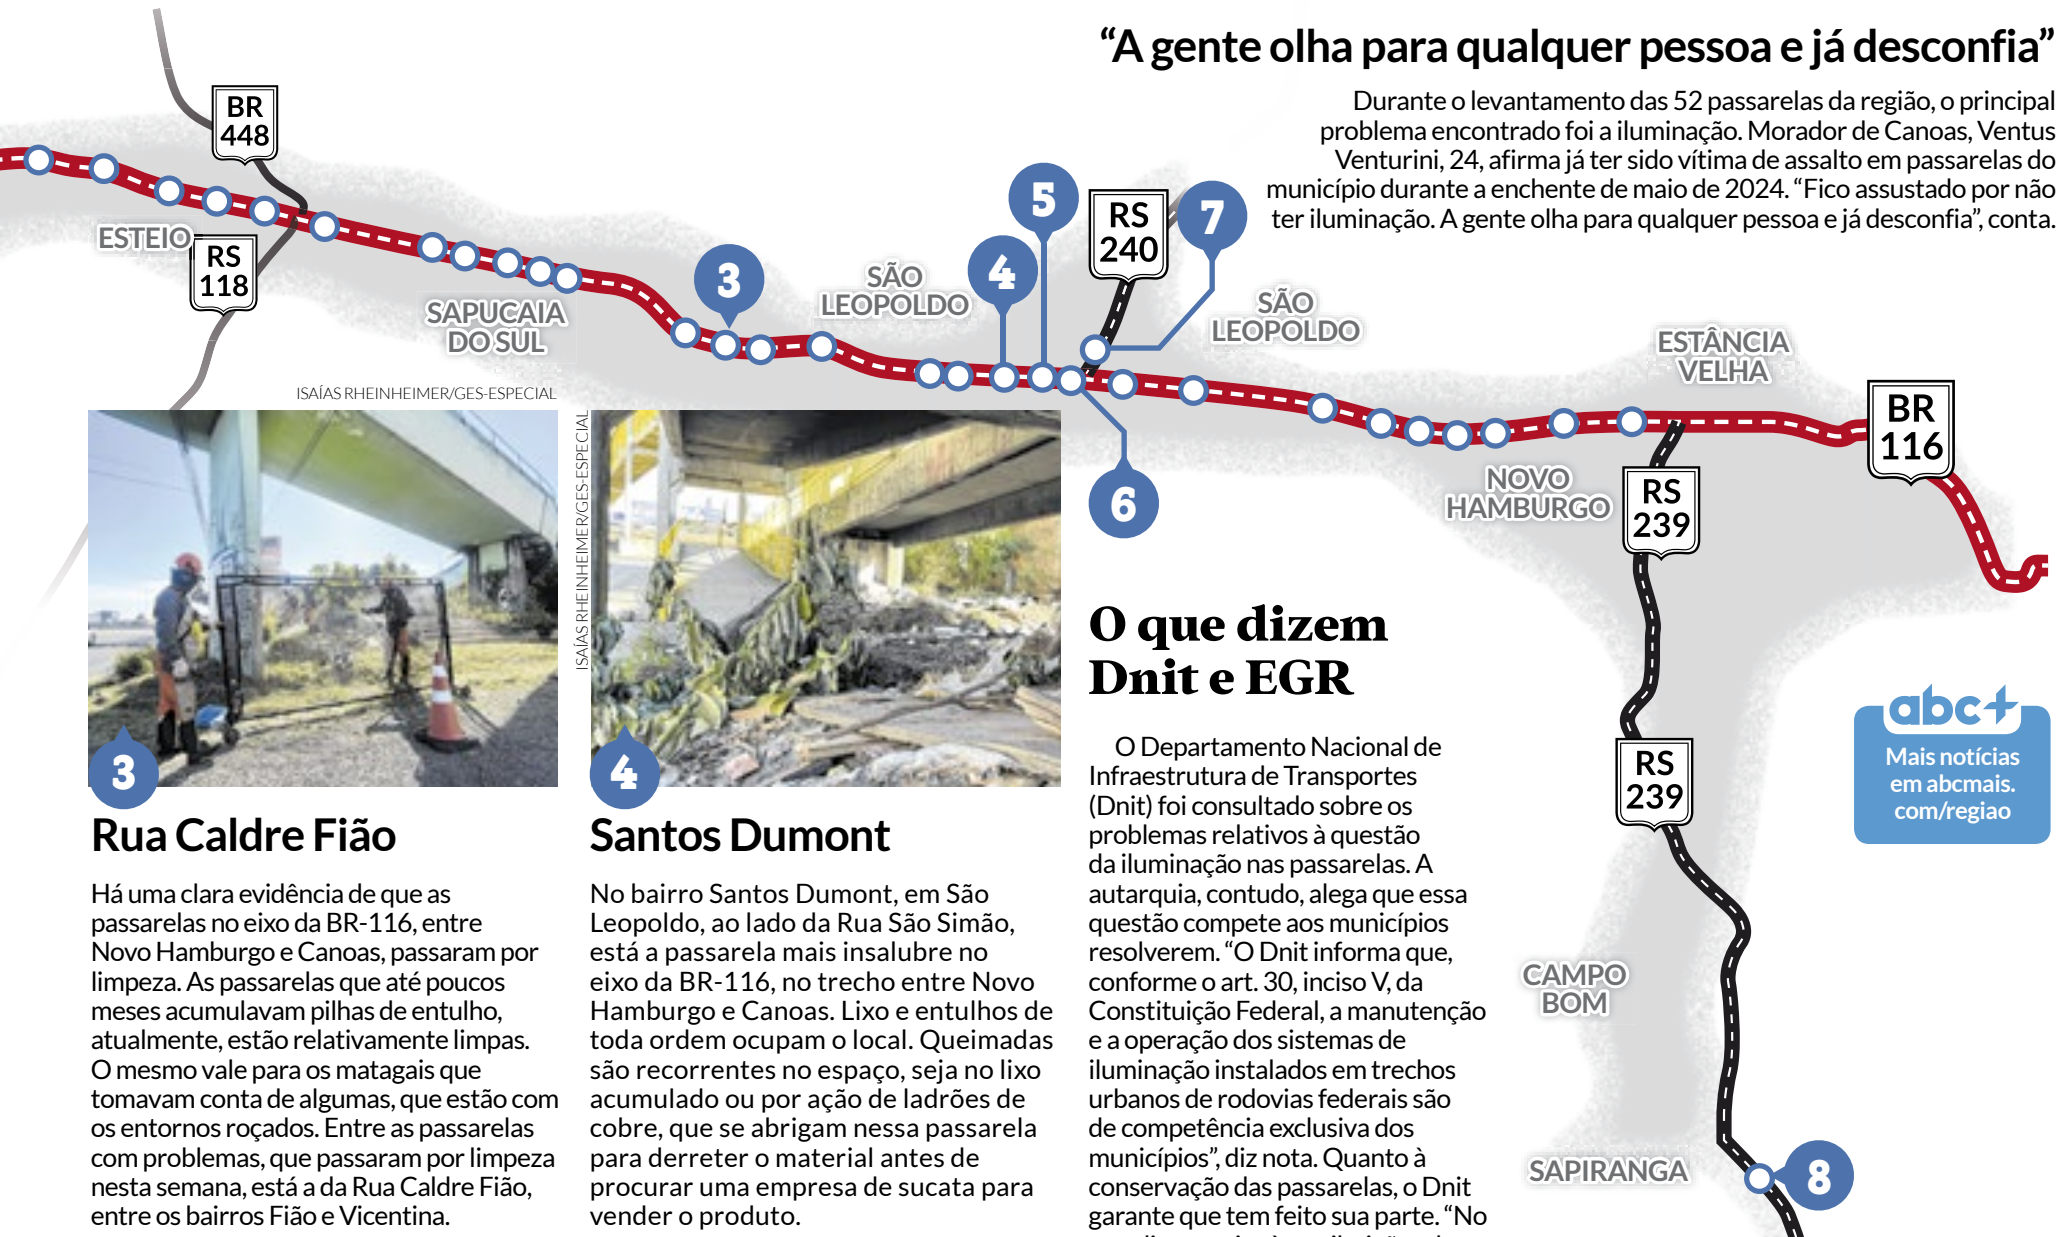 “A gente olha para qualquer pessoa e já desconfia”
Durante o levantamento das 52 passarelas da região, o principal
problema encontrado foi a iluminação. Morador de Canoas, Ventus
Venturini, 24, afirma já ter sido vítima de assalto em passarelas do
município durante a enchente de maio de 2024. “Fico assustado por não
ter iluminação. A gente olha para qualquer pessoa e já desconfia”, conta.
BR
448
ESTEIO
RS
118
SAPUCAIA
DO SUL
3
SÃO
LEOPOLDO
4
5
RS
240
7
SÃO
LEOPOLDO
6
ESTÂNCIA
VELHA
BR
116
NOVO
HAMBURGO
RS
239
RS
239
CAMPO
BOM
SAPIRANGA
8
abc+
Mais notícias
em abcmais.
com/regiao
ISAÍAS RHEINHEIMER/GES-ESPECIAL
3
Rua Caldre Fião
Há uma clara evidência de que as
passarelas no eixo da BR-116, entre
Novo Hamburgo e Canoas, passaram por
limpeza. As passarelas que até poucos
meses acumulavam pilhas de entulho,
atualmente, estão relativamente limpas.
O mesmo vale para os matagais que
tomavam conta de algumas, que estão com
os entornos roçados. Entre as passarelas
com problemas, que passaram por limpeza
nesta semana, está a da Rua Caldre Fião,
entre os bairros Fião e Vicentina.
ISAÍAS RHEINHEIMER/GES-ESPECIAL
4
Santos Dumont
No bairro Santos Dumont, em São
Leopoldo, ao lado da Rua São Simão,
está a passarela mais insalubre no
eixo da BR-116, no trecho entre Novo
Hamburgo e Canoas. Lixo e entulhos de
toda ordem ocupam o local. Queimadas
são recorrentes no espaço, seja no lixo
acumulado ou por ação de ladrões de
cobre, que se abrigam nessa passarela
para derreter o material antes de
procurar uma empresa de sucata para
vender o produto.
O que dizem
Dnit e EGR
O Departamento Nacional de
Infraestrutura de Transportes
(Dnit) foi consultado sobre os
problemas relativos à questão
da iluminação nas passarelas. A
autarquia, contudo, alega que essa
questão compete aos municípios
resolverem. “O Dnit informa que,
conforme o art. 30, inciso V, da
Constituição Federal, a manutenção
e a operação dos sistemas de
iluminação instalados em trechos
urbanos de rodovias federais são
de competência exclusiva dos
municípios”, diz nota. Quanto à
conservação das passarelas, o Dnit
garante que tem feito sua parte. “No